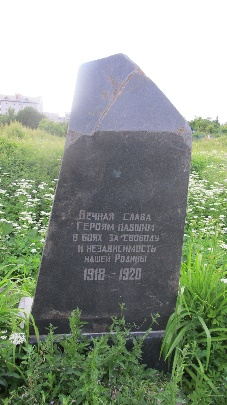 Вечная слава
Героям павшим
в боях за свободу
и независимость
нашей Родины
1918-1920